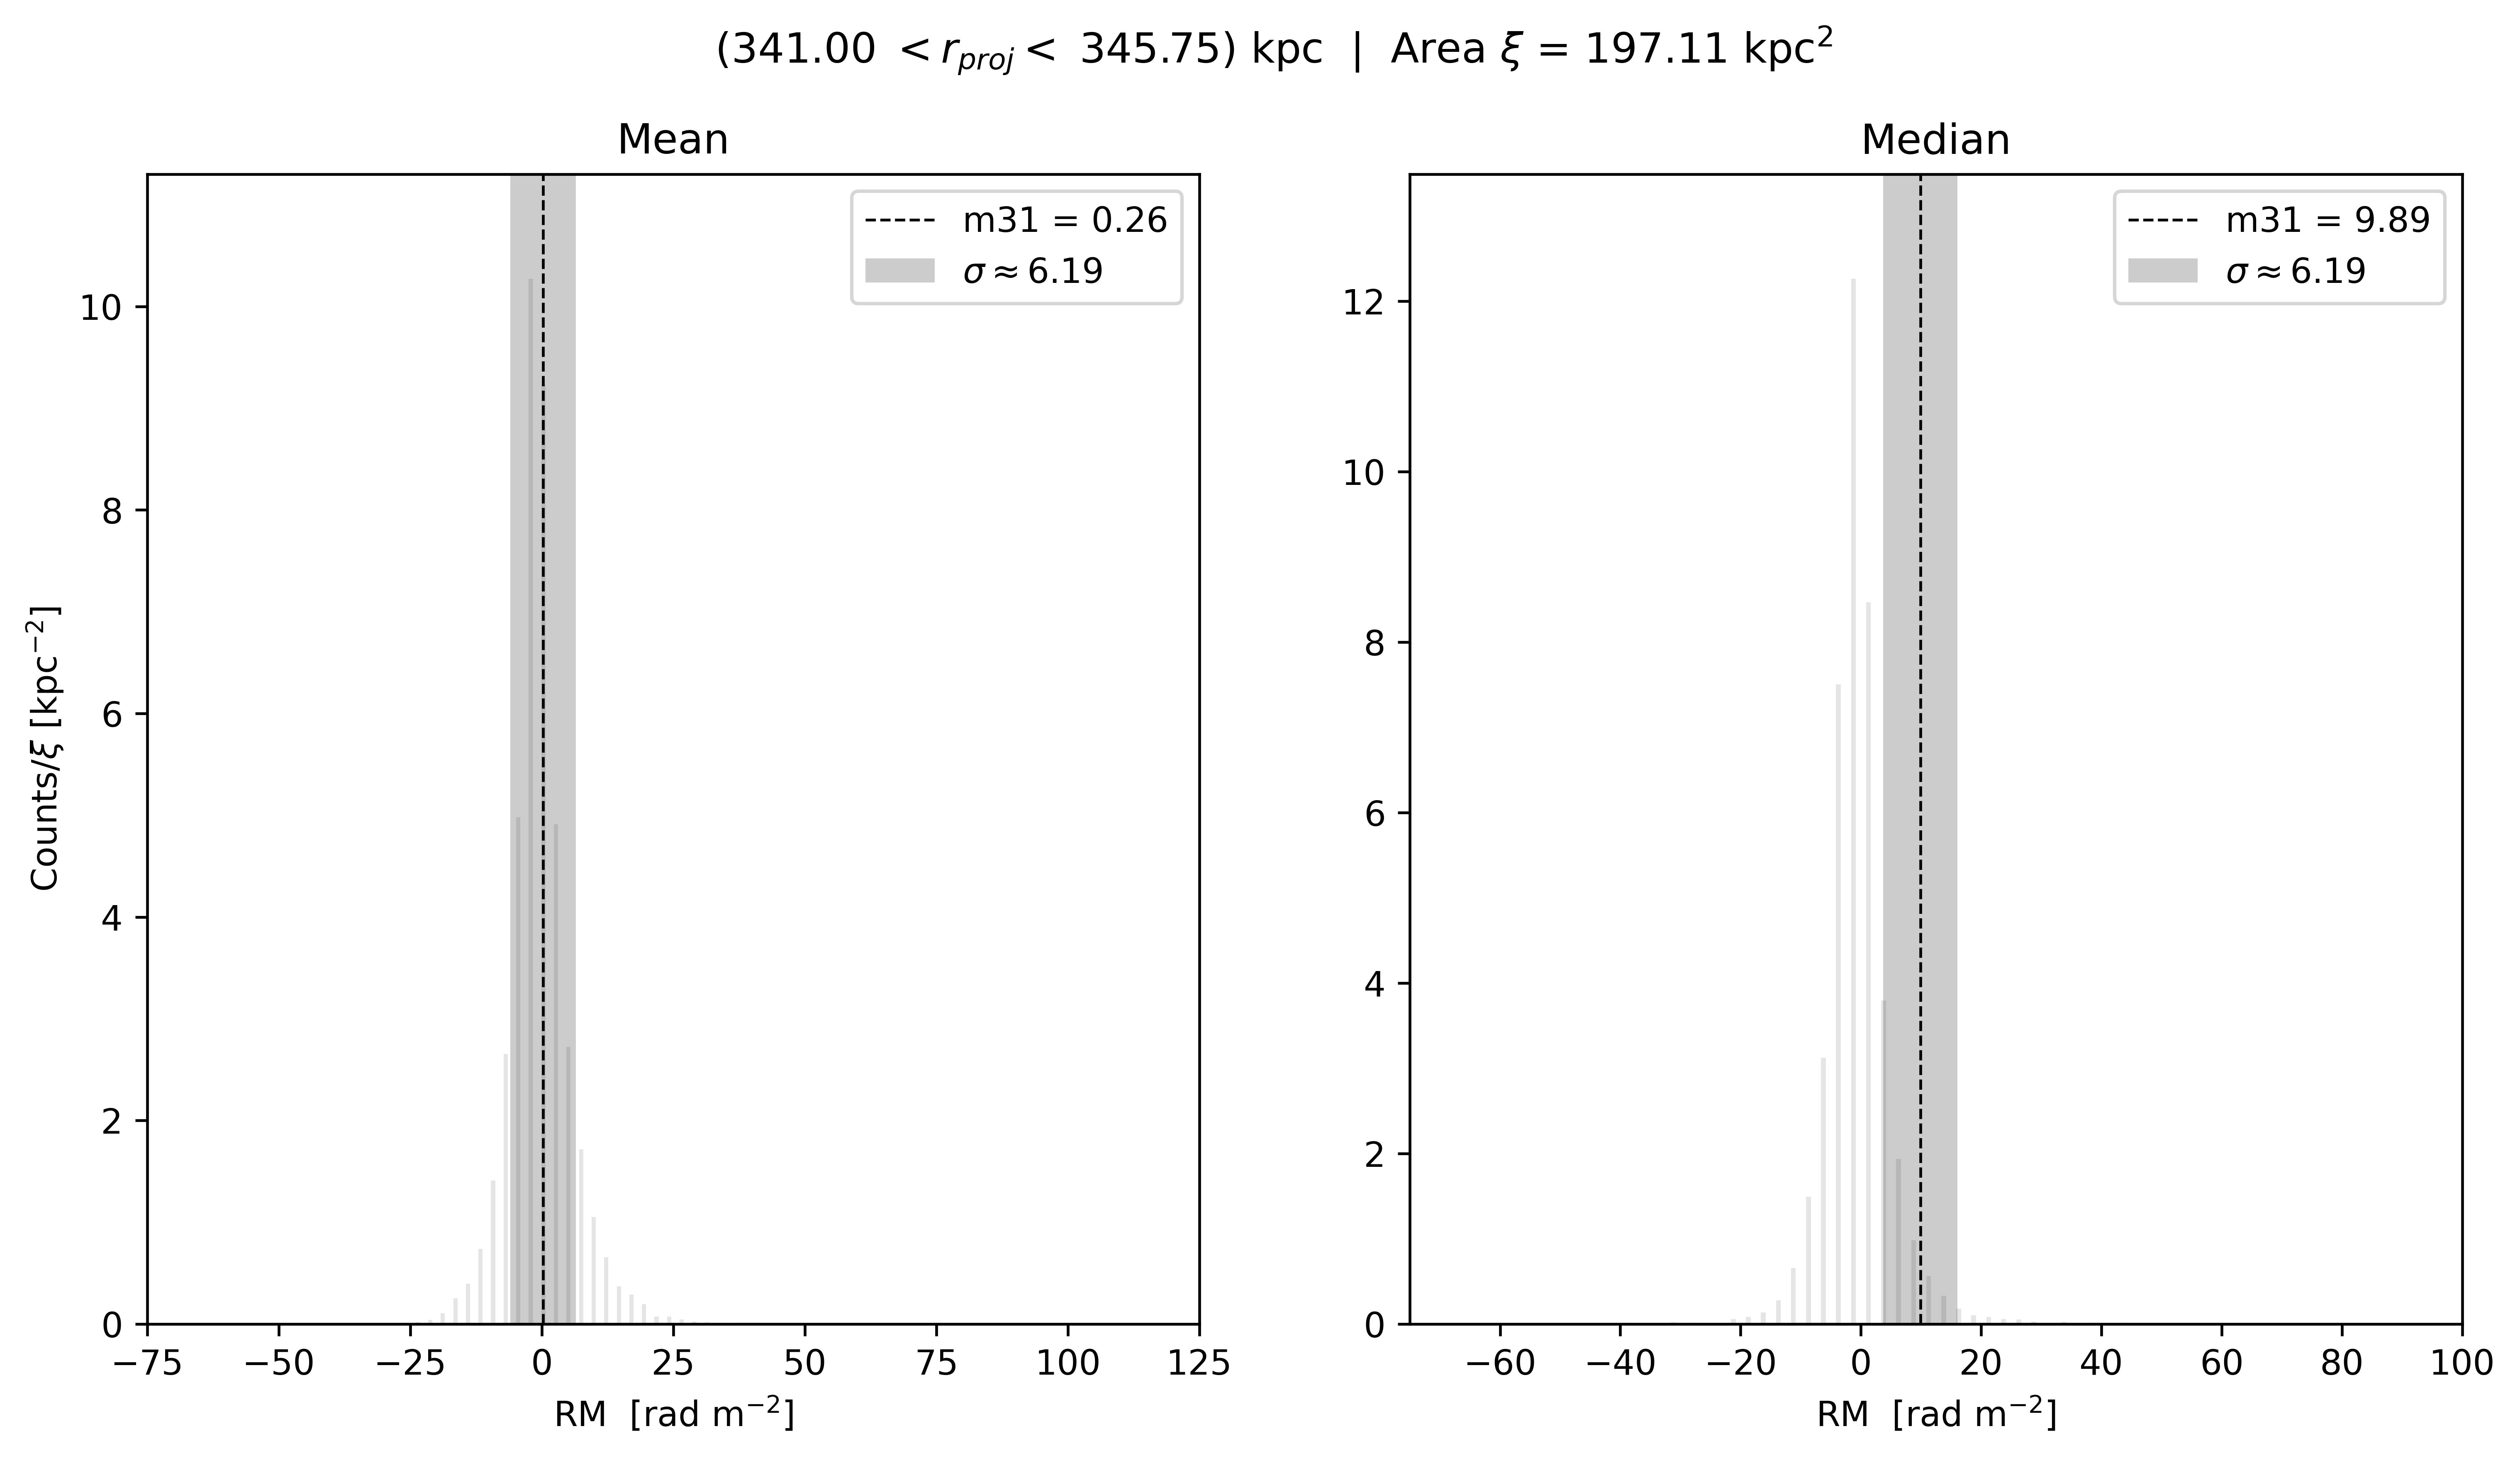 (341.00 < r_proj < 345.75) kpc | Area ξ = 197.11 kpc²
Mean
m31 = 0.26
σ ≈ 6.19
10
8
6
4
2
0
Counts/ξ [kpc⁻²]
−75 −50 −25 0 25 50 75 100 125
RM [rad m⁻²]
Median
m31 = 9.89
σ ≈ 6.19
12
10
8
6
4
2
0
−60 −40 −20 0 20 40 60 80 100
RM [rad m⁻²]